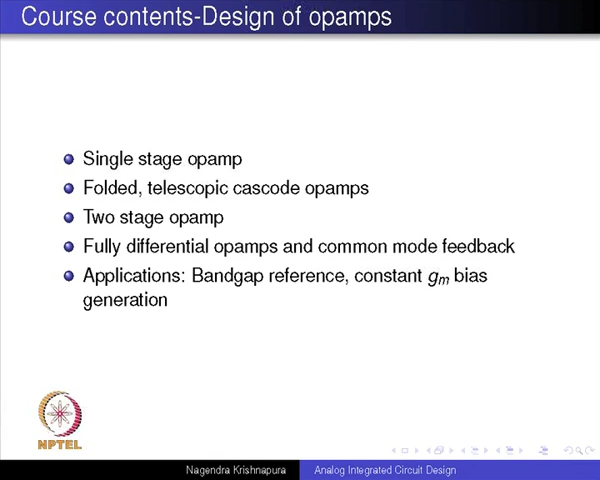 Course contents-Design of opamps
Single stage opamp
Folded, telescopic cascode opamps
Two stage opamp
Fully differential opamps and common mode feedback
Applications: Bandgap reference, constant gm bias
generation
NPTEL
Nagendra Krishnapura Analog Integrated Circuit Design